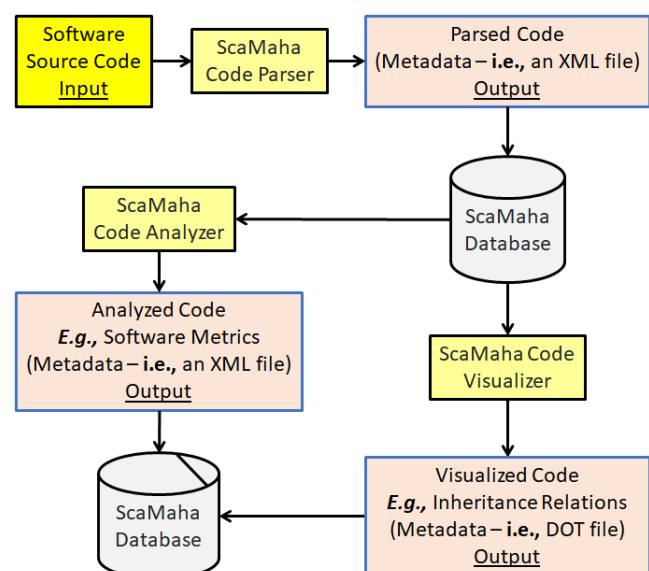 Software
Source Code
Input
ScaMaha
Code Parser
Parsed Code
(Metadata – i.e., an XML file)
Output
ScaMaha
Database
ScaMaha
Code Analyzer
Analyzed Code
E.g., Software Metrics
(Metadata – i.e., an XML file)
Output
ScaMaha Code
Visualizer
ScaMaha
Database
Visualized Code
E.g., Inheritance Relations
(Metadata – i.e., DOT file)
Output